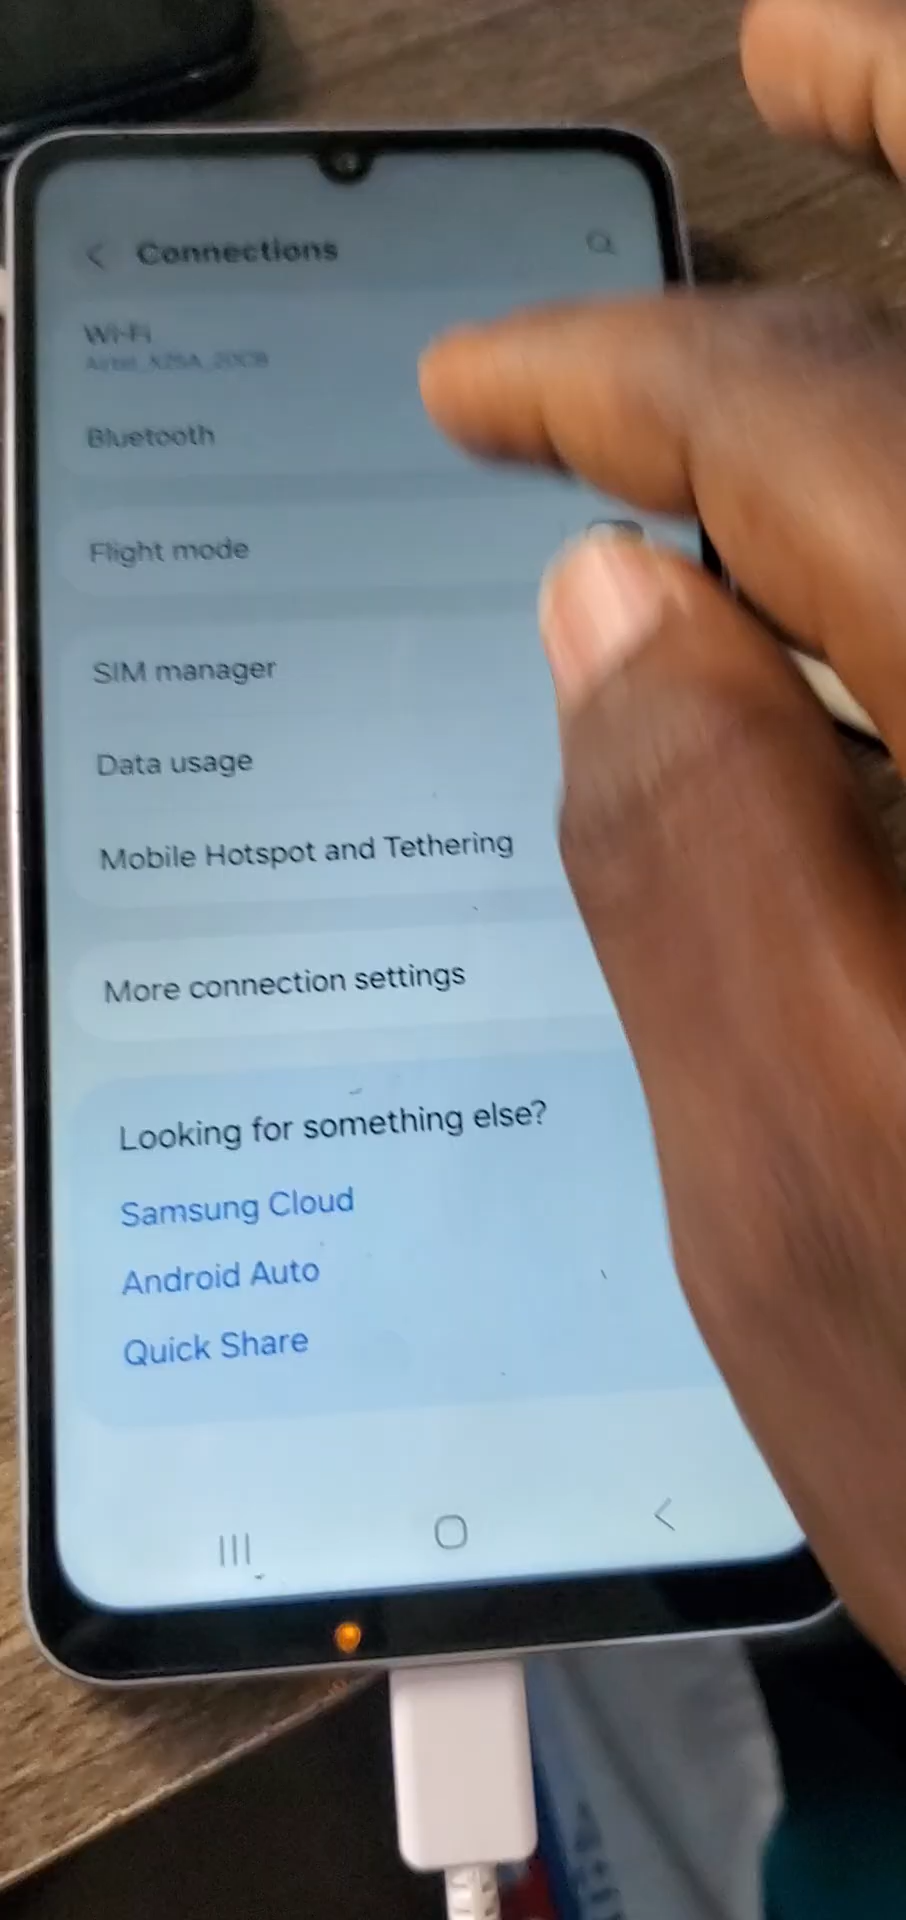 Connections
Wi-Fi
Bluetooth
Flight mode
SIM manager
Data usage
Mobile Hotspot and Tethering
More connection settings
Looking for something else?
Samsung Cloud
Android Auto
Quick Share